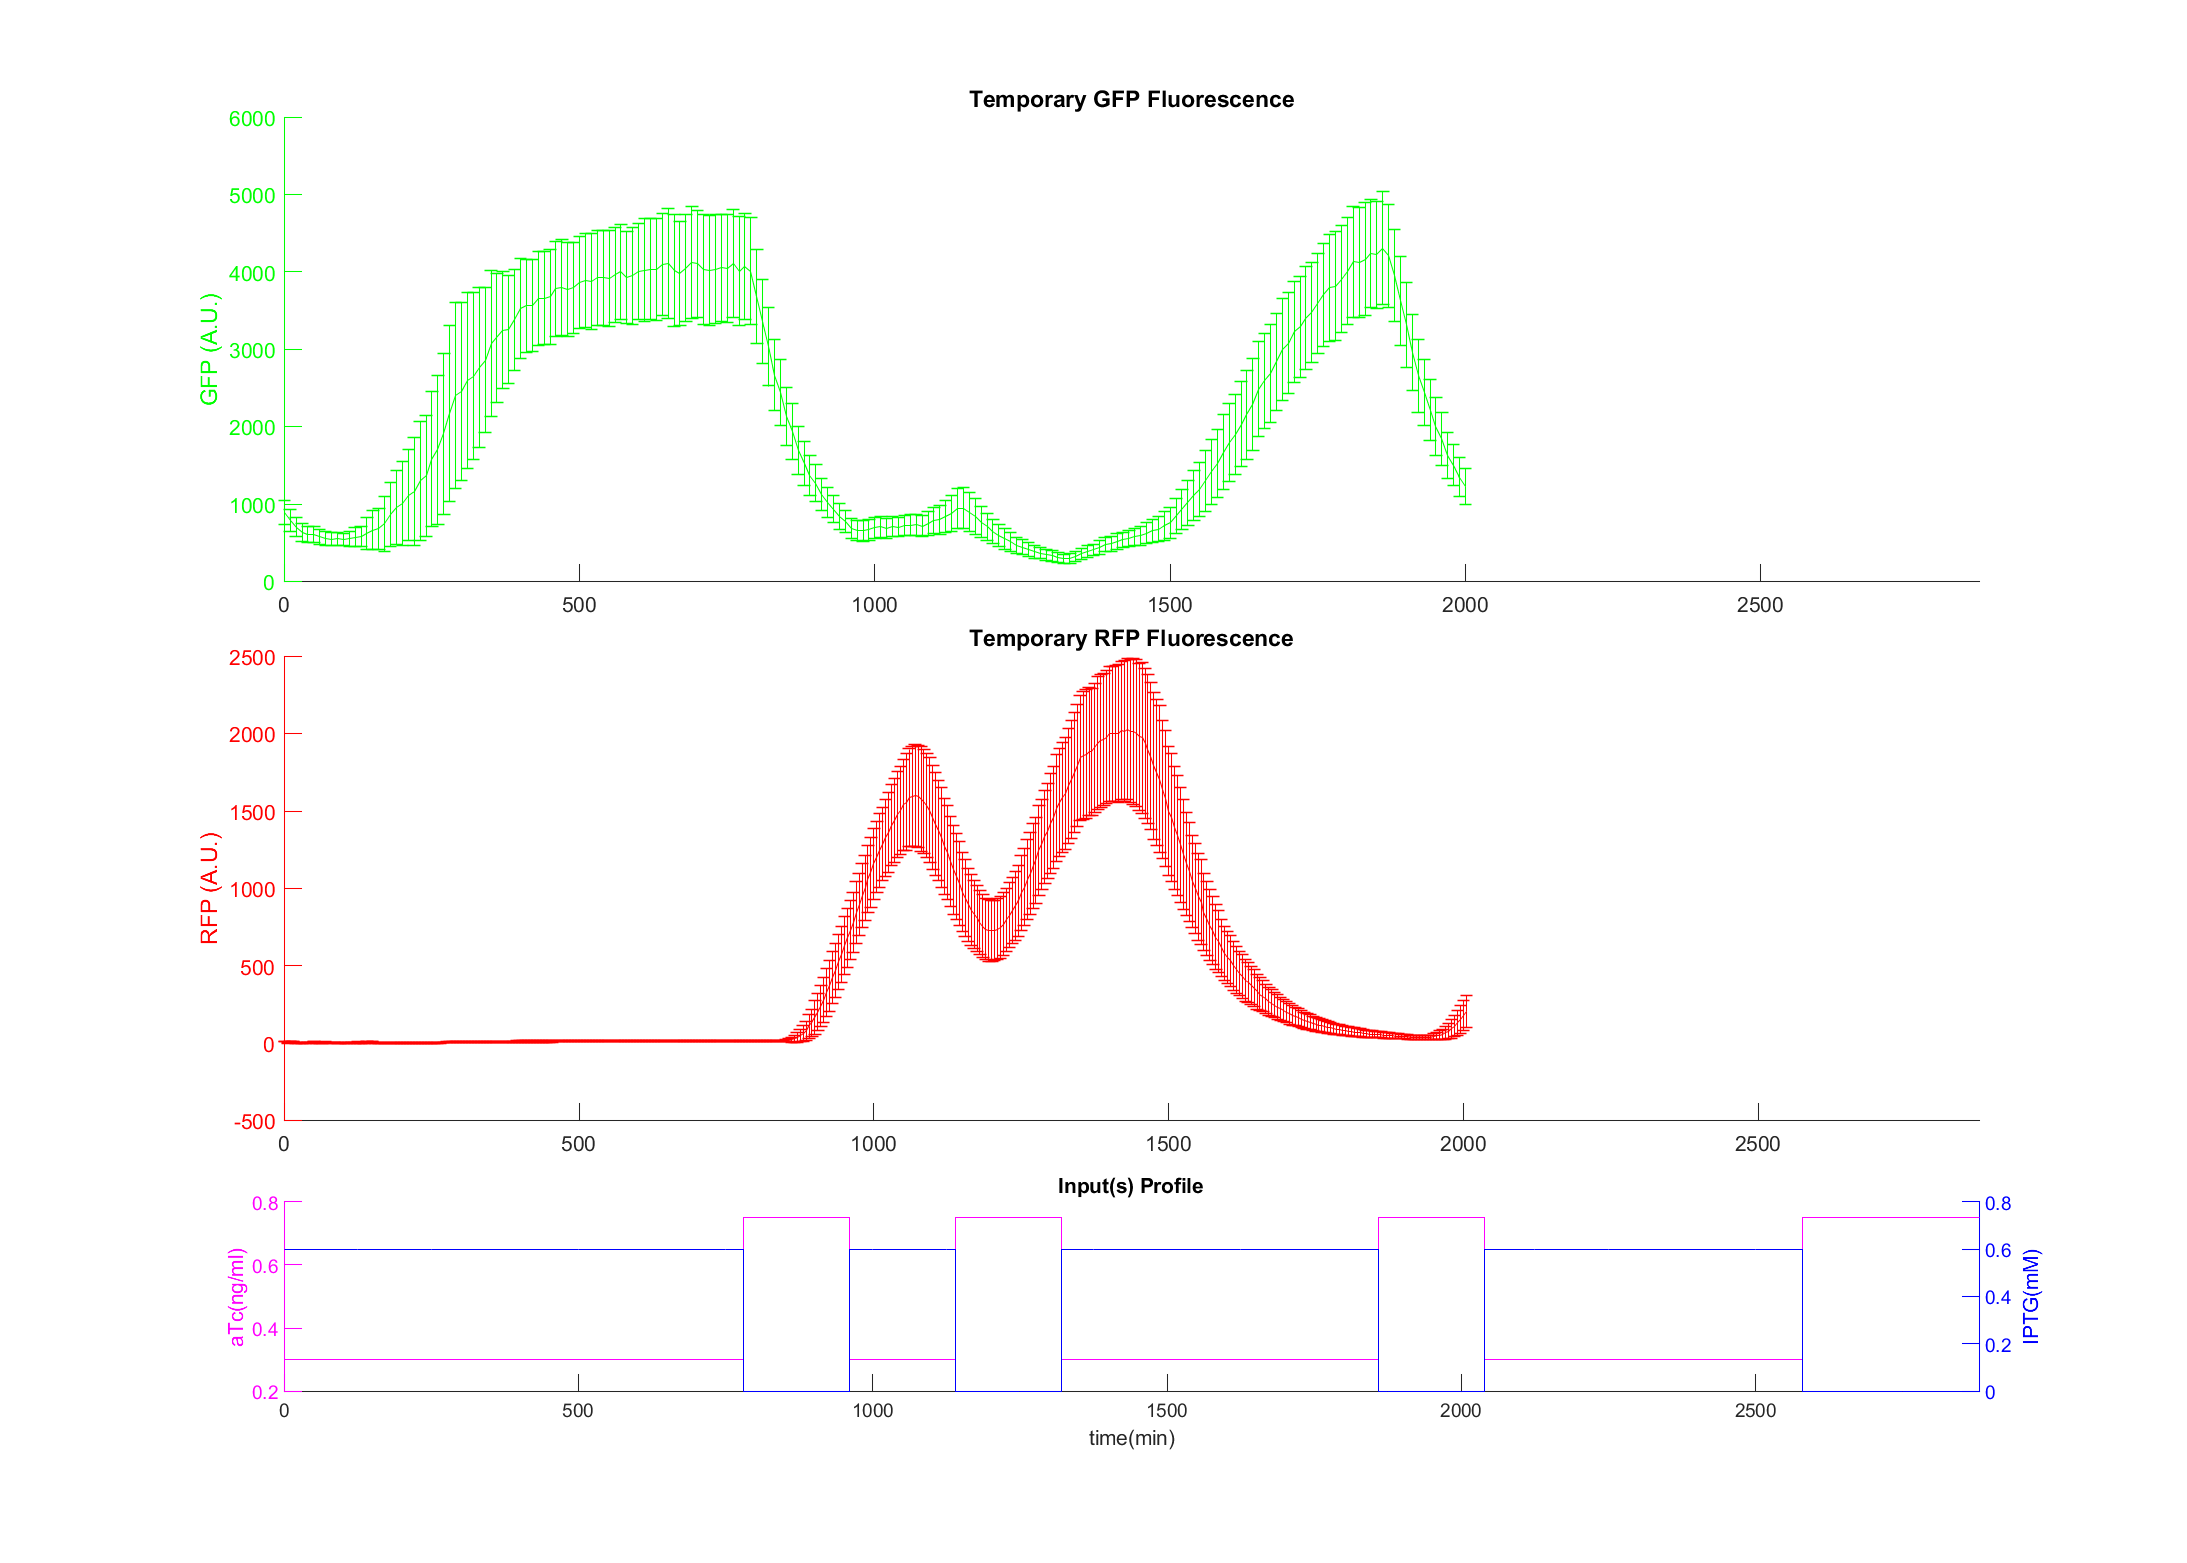 Temporary GFP Fluorescence
6000
5000
4000
3000
2000
1000
0
GFP (A.U.)
0 500 1000 1500 2000 2500
Temporary RFP Fluorescence
2500
2000
1500
1000
500
0
-500
RFP (A.U.)
0 500 1000 1500 2000 2500
Input(s) Profile
0.8
0.6
0.4
0.2
aTc(ng/ml)
0.8
0.6
0.4
0.2
0
IPTG(mM)
0 500 1000 1500 2000 2500
time(min)